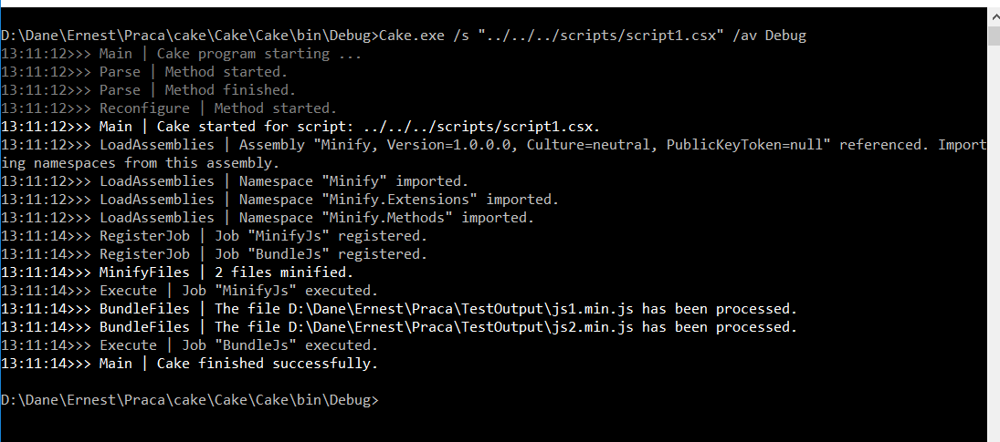 D:\Dane\Ernest\Praca\cake\Cake\Cake\bin\Debug>Cake.exe /s "../../../scripts/script1.csx" /av Debug
13:11:12>>> Main | Cake program starting ...
13:11:12>>> Parse | Method started.
13:11:12>>> Parse | Method finished.
13:11:12>>> Reconfigure | Method started.
13:11:12>>> Main | Cake started for script: ../../../scripts/script1.csx.
13:11:12>>> LoadAssemblies | Assembly "Minify, Version=1.0.0.0, Culture=neutral, PublicKeyToken=null" referenced. Import
ing namespaces from this assembly.
13:11:12>>> LoadAssemblies | Namespace "Minify" imported.
13:11:12>>> LoadAssemblies | Namespace "Minify.Extensions" imported.
13:11:12>>> LoadAssemblies | Namespace "Minify.Methods" imported.
13:11:14>>> RegisterJob | Job "MinifyJs" registered.
13:11:14>>> RegisterJob | Job "BundleJs" registered.
13:11:14>>> MinifyFiles | 2 files minified.
13:11:14>>> Execute | Job "MinifyJs" executed.
13:11:14>>> BundleFiles | The file D:\Dane\Ernest\Praca\TestOutput\js1.min.js has been processed.
13:11:14>>> BundleFiles | The file D:\Dane\Ernest\Praca\TestOutput\js2.min.js has been processed.
13:11:14>>> Execute | Job "BundleJs" executed.
13:11:14>>> Main | Cake finished successfully.
D:\Dane\Ernest\Praca\cake\Cake\Cake\bin\Debug>